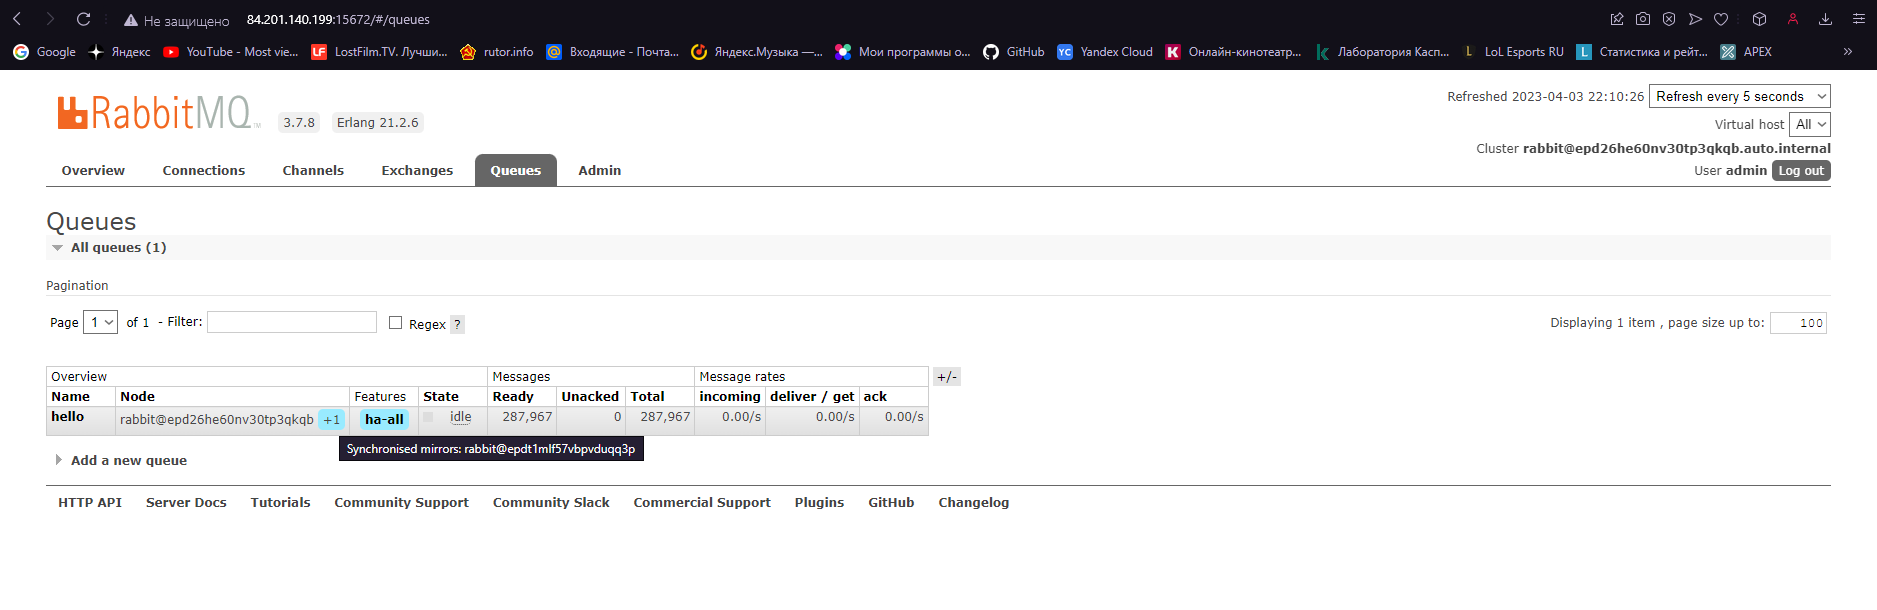 Не защищено 84.201.140.199:15672/#/queues
Google Яндекс YouTube - Most vie... LostFilm.TV. Лучши... rutor.info Входящие - Почта... Яндекс.Музыка —... Мои программы о... GitHub Yandex Cloud Онлайн-кинотеатр... Лаборатория Касп... LoL Esports RU Статистика и рейт... APEX »
RabbitMQ TM 3.7.8 Erlang 21.2.6
Refreshed 2023-04-03 22:10:26 Refresh every 5 seconds
Virtual host All
Cluster rabbit@epd26he60nv30tp3qkqb.auto.internal
User admin Log out
Overview Connections Channels Exchanges Queues Admin
Queues
All queues (1)
Pagination
Page 1 of 1 - Filter: Regex ? Displaying 1 item , page size up to: 100
Overview Messages Message rates +/-
Name Node Features State Ready Unacked Total incoming deliver / get ack
hello rabbit@epd26he60nv30tp3qkqb +1 ha-all idle 287,967 0 287,967 0.00/s 0.00/s 0.00/s
Synchronised mirrors: rabbit@epdt1mlf57vbpvduqq3p
Add a new queue
HTTP API Server Docs Tutorials Community Support Community Slack Commercial Support Plugins GitHub Changelog